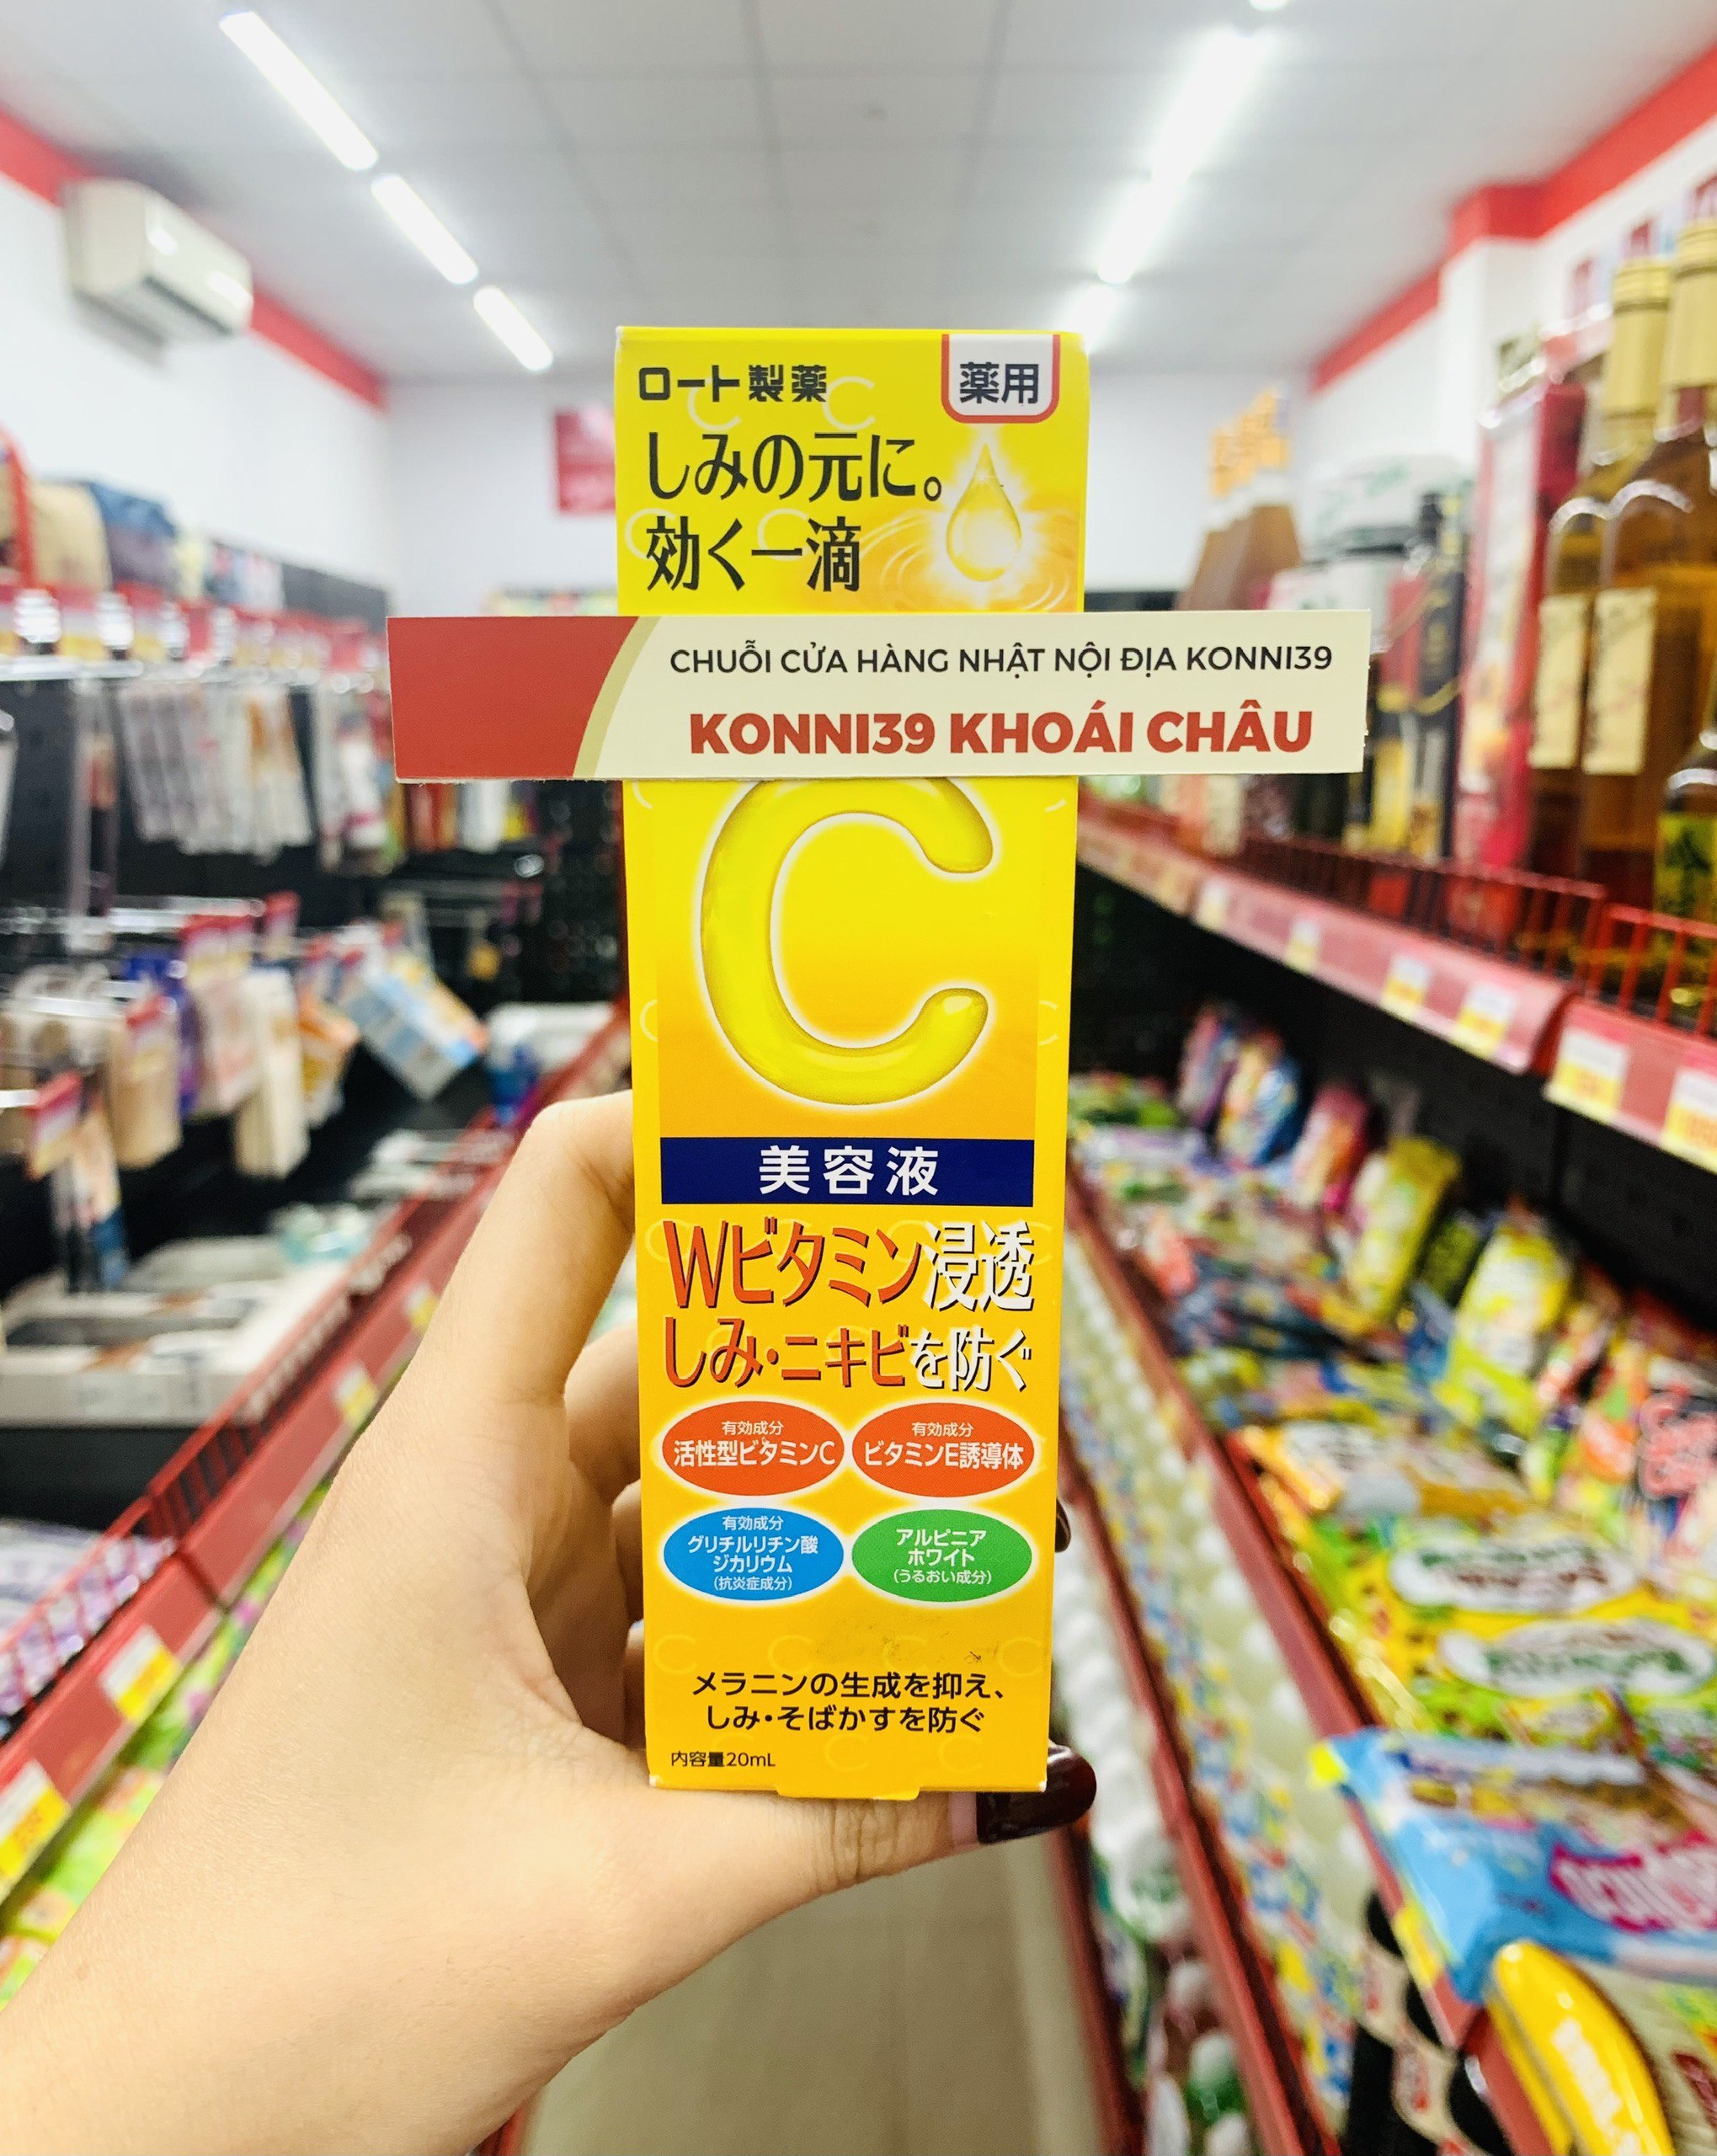 ロート製薬
薬用
しみの元に。
効く一滴
CHUỖI CỬA HÀNG NHẬT NỘI ĐỊA KONNI39
KONNI39 KHOÁI CHÂU
C
美容液
Wビタミン浸透
しみ・ニキビを防ぐ
有効成分
活性型ビタミンC
有効成分
ビタミンE誘導体
有効成分
グリチルリチン酸
ジカリウム
(抗炎症成分)
アルピニア
ホワイト
(うるおい成分)
メラニンの生成を抑え、
しみ・そばかすを防ぐ
内容量20mL